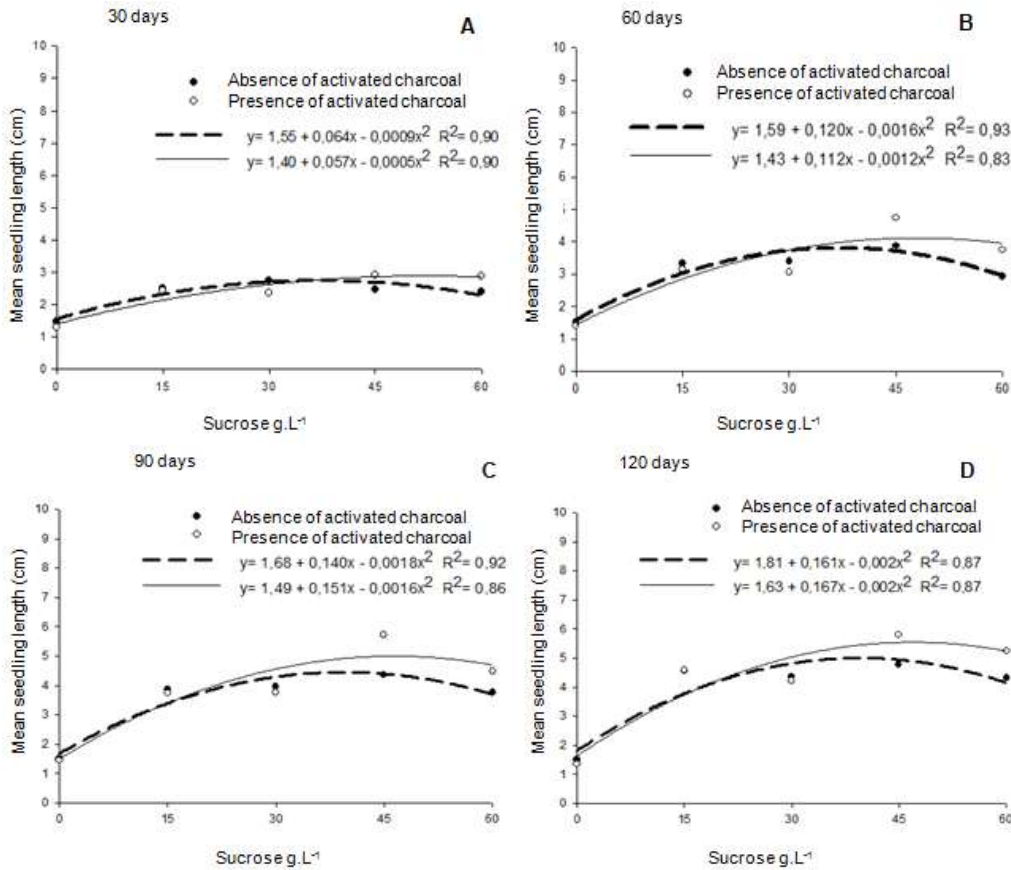 30 days
A
Absence of activated charcoal
Presence of activated charcoal
y= 1,55 + 0,064x - 0,0009x² R²= 0,90
y= 1,40 + 0,057x - 0,0005x² R²= 0,90
Mean seedling length (cm)
10
9
8
7
6
5
4
3
2
1
0
0 15 30 45 60
Sucrose g.L⁻¹
60 days
B
Absence of activated charcoal
Presence of activated charcoal
y= 1,59 + 0,120x - 0,0016x² R²= 0,93
y= 1,43 + 0,112x - 0,0012x² R²= 0,83
Mean seedling length (cm)
10
9
8
7
6
5
4
3
2
1
0
0 15 30 45 60
Sucrose g.L⁻¹
90 days
C
Absence of activated charcoal
Presence of activated charcoal
y= 1,68 + 0,140x - 0,0018x² R²= 0,92
y= 1,49 + 0,151x - 0,0016x² R²= 0,86
Mean seedling length (cm)
10
9
8
7
6
5
4
3
2
1
0
0 15 30 45 60
Sucrose g.L⁻¹
120 days
D
Absence of activated charcoal
Presence of activated charcoal
y= 1.81 + 0,161x - 0,002x² R²= 0,87
y= 1,63 + 0,167x - 0,002x² R²= 0,87
Mean seedling length (cm)
10
9
8
7
6
5
4
3
2
1
0
0 15 30 45 60
Sucrose g.L⁻¹